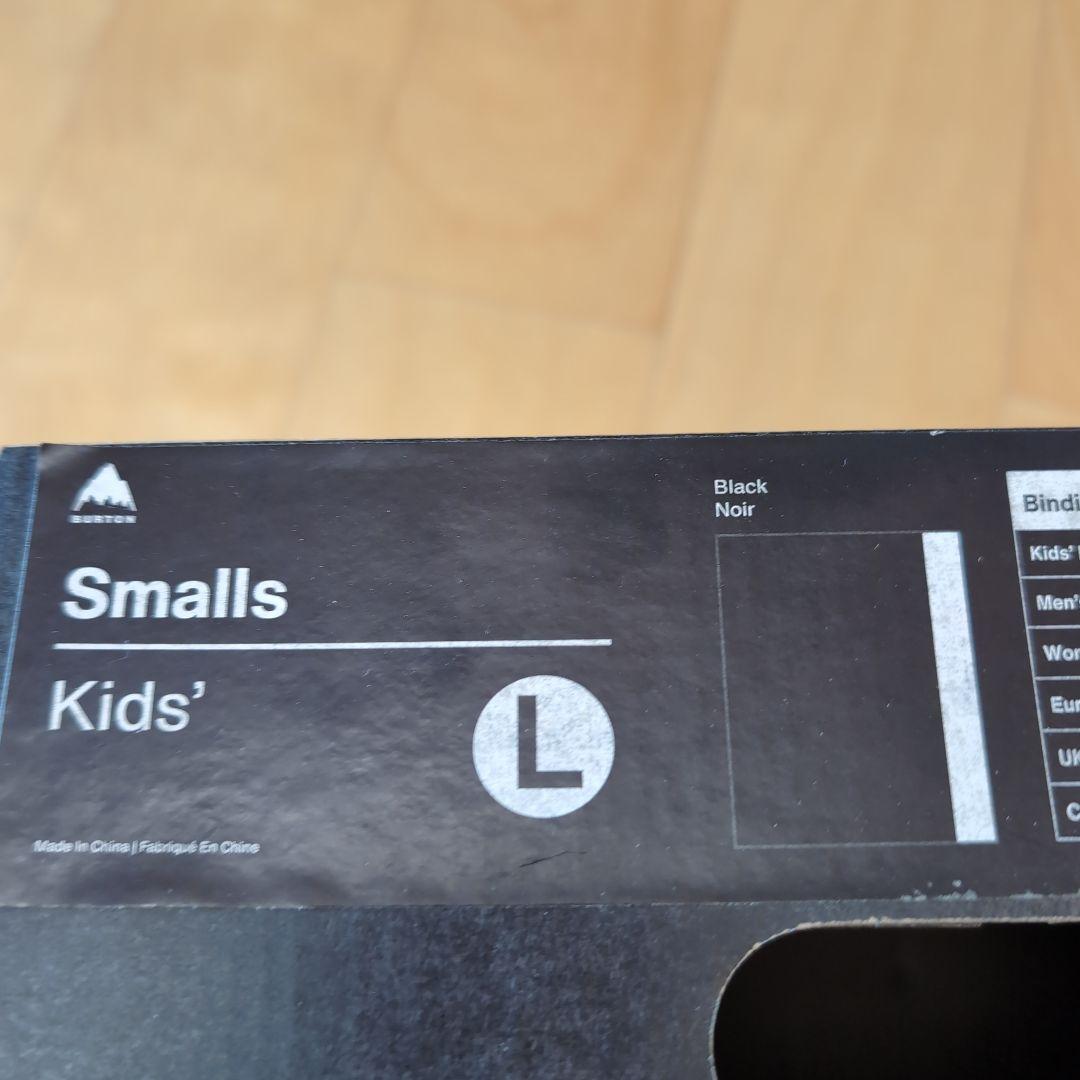 BURTON
Smalls
Kids'
L
Made In China | Fabriqué En Chine
Black
Noir
Bindi
Kids'
Men'
Wor
Eur
UK
C